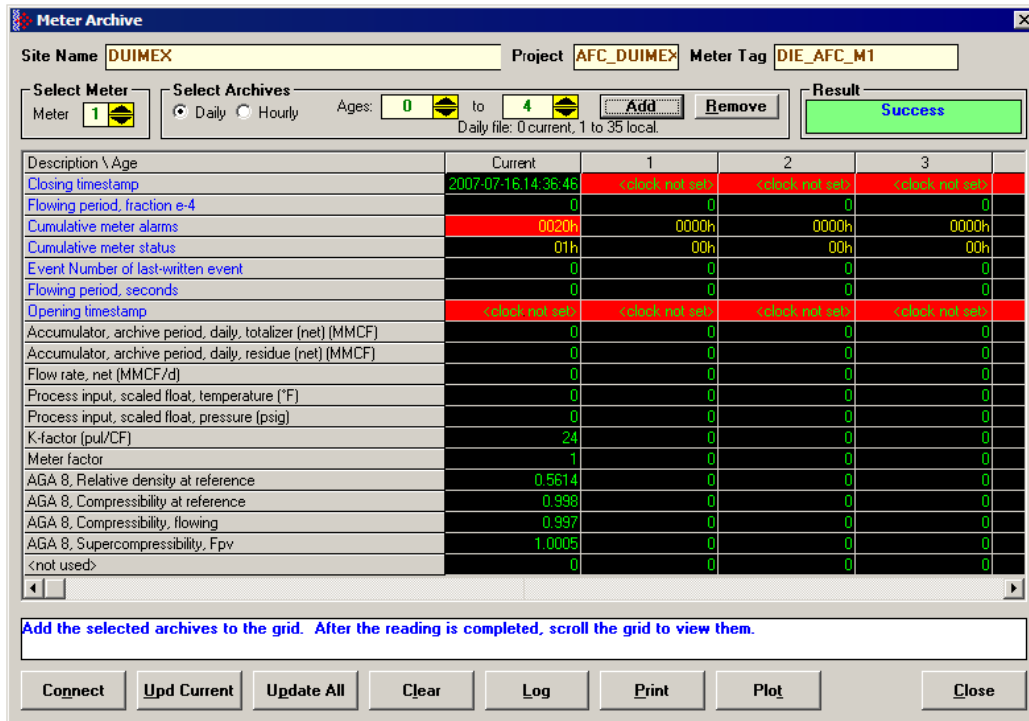 Meter Archive
Site Name DUIMEX Project AFC_DUIMEX Meter Tag DIE_AFC_M1
Select Meter Select Archives Result
Meter 1 Daily Hourly Ages: 0 to 4 Add Remove Success
Daily file: 0 current, 1 to 35 local.
Description \ Age Current 1 2 3
Closing timestamp 2007-07-16.14:36:46 <clock not set> <clock not set> <clock not set>
Flowing period, fraction e-4 0 0 0 0
Cumulative meter alarms 0020h 0000h 0000h 0000h
Cumulative meter status 01h 00h 00h 00h
Event Number of last-written event 0 0 0 0
Flowing period, seconds 0 0 0 0
Opening timestamp <clock not set> <clock not set> <clock not set> <clock not set>
Accumulator, archive period, daily, totalizer (net) (MMCF) 0 0 0 0
Accumulator, archive period, daily, residue (net) (MMCF) 0 0 0 0
Flow rate, net (MMCF/d) 0 0 0 0
Process input, scaled float, temperature (°F) 0 0 0 0
Process input, scaled float, pressure (psig) 0 0 0 0
K-factor (pul/CF) 24 0 0 0
Meter factor 1 0 0 0
AGA 8, Relative density at reference 0.5614 0 0 0
AGA 8, Compressibility at reference 0.998 0 0 0
AGA 8, Compressibility, flowing 0.997 0 0 0
AGA 8, Supercompressibility, Fpv 1.0005 0 0 0
<not used> 0 0 0 0
Add the selected archives to the grid. After the reading is completed, scroll the grid to view them.
Connect Upd Current Update All Clear Log Print Plot Close